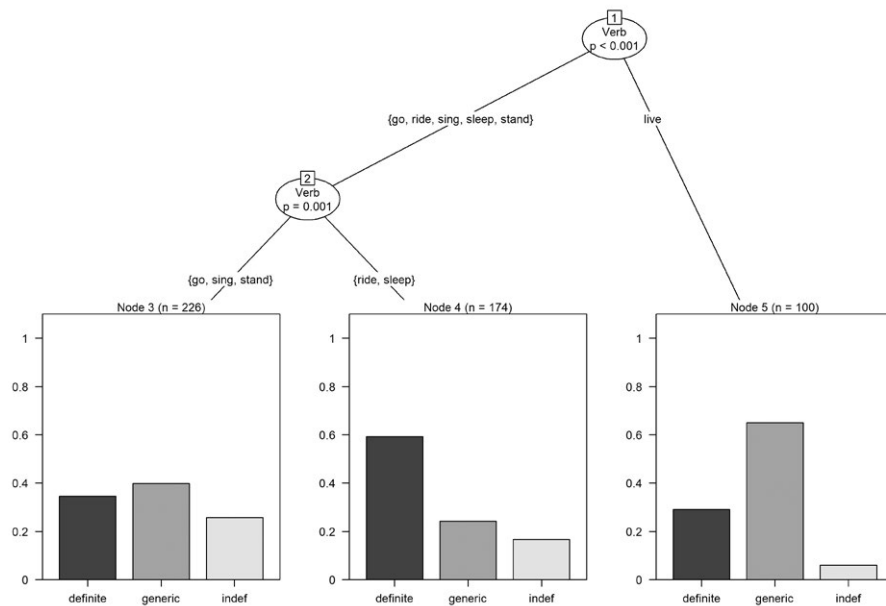 1
Verb
p < 0.001
{go, ride, sing, sleep, stand}
live
2
Verb
p = 0.001
{go, sing, stand}
{ride, sleep}
Node 3 (n = 226)
1
0.8
0.6
0.4
0.2
0
definite generic indef
Node 4 (n = 174)
1
0.8
0.6
0.4
0.2
0
definite generic indef
Node 5 (n = 100)
1
0.8
0.6
0.4
0.2
0
definite generic indef